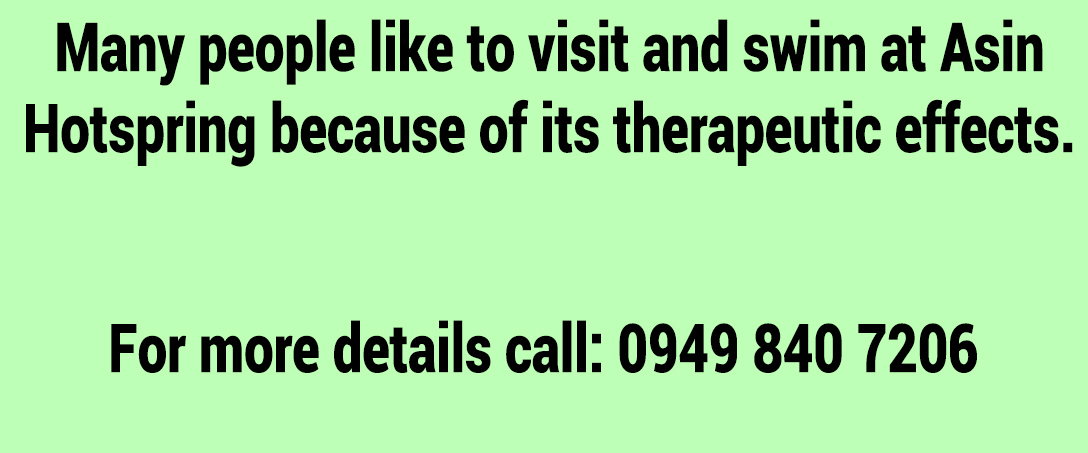 Many people like to visit and swim at Asin
Hotspring because of its therapeutic effects.
For more details call: 0949 840 7206